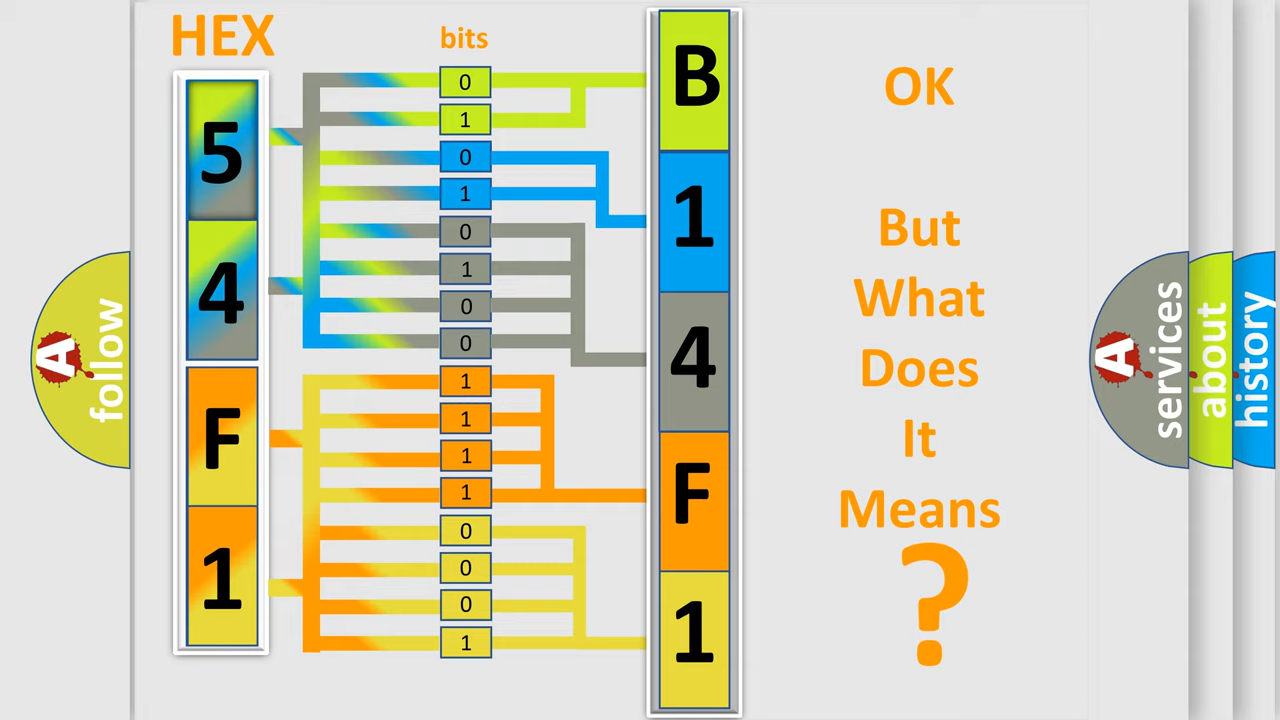 HEX
bits
5
4
F
1
0
1
0
1
0
1
0
0
1
1
1
1
0
0
0
1
B
1
4
F
1
OK
But
What
Does
It
Means
?
A
follow
A
services
about
history